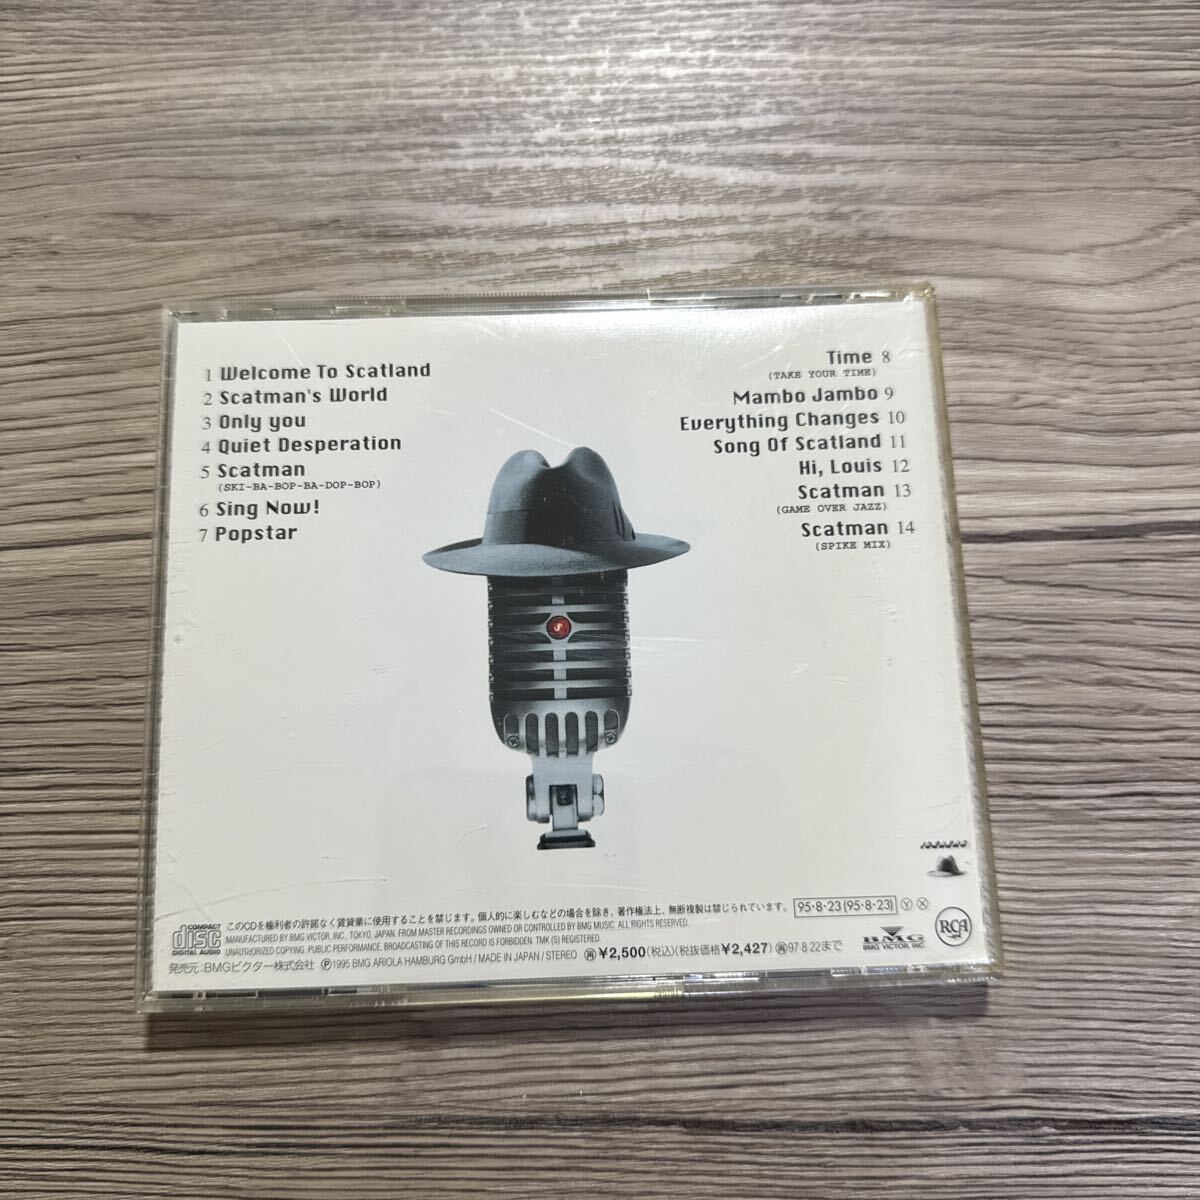 1 Welcome To Scatland
2 Scatman's World
3 Only you
4 Quiet Desperation
5 Scatman
(SKI-BA-BOP-BA-DOP-BOP)
6 Sing Now!
7 Popstar
Time 8
(TAKE YOUR TIME)
Mambo Jambo 9
Everything Changes 10
Song Of Scatland 11
Hi, Louis 12
Scatman 13
(GAME OVER JAZZ)
Scatman 14
(SPIKE MIX)
S
ICEBERG
COMPACT
disc
DIGITAL AUDIO
このCDを権利者の許諾なく賃貸業に使用することを禁じます。個人的に楽しむなどの場合を除き、著作権法上、無断複製は禁じられています。 95・8・23(95・8・23) Ⓨ Ⓧ
MANUFACTURED BY BMG VICTOR, INC., TOKYO, JAPAN. FROM MASTER RECORDINGS OWNED OR CONTROLLED BY BMG MUSIC. ALL RIGHTS RESERVED.
UNAUTHORIZED COPYING. PUBLIC PERFORMANCE, BROADCASTING OF THIS RECORD IS FORBIDDEN. TMK (S) REGISTERED.
発売元:BMGビクター株式会社 Ⓟ1995 BMG ARIOLA HAMBURG GmbH / MADE IN JAPAN / STEREO ㊢¥2,500(税込)(税抜価格¥2,427) ㊢97・8・22まで
BMG
BMG VICTOR, INC.
RCA